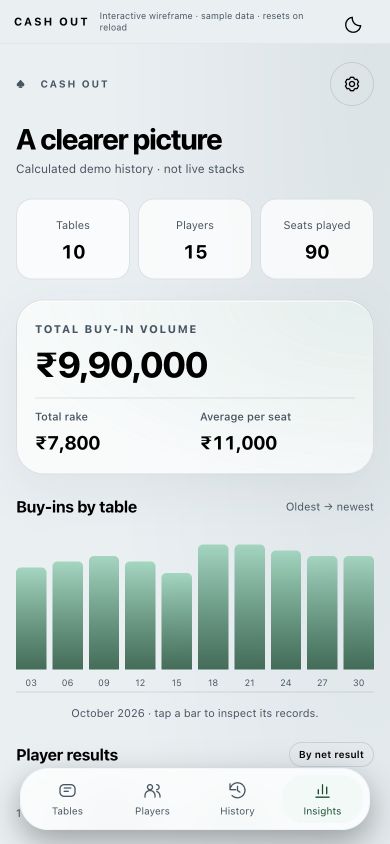 CASH OUT
Interactive wireframe · sample data · resets on
reload
CASH OUT
A clearer picture
Calculated demo history · not live stacks
Tables
10
Players
15
Seats played
90
TOTAL BUY-IN VOLUME
₹9,90,000
Total rake
₹7,800
Average per seat
₹11,000
Buy-ins by table
Oldest → newest
03 06 09 12 15 18 21 24 27 30
October 2026 · tap a bar to inspect its records.
Player results
By net result
1
Tables
Players
History
Insights